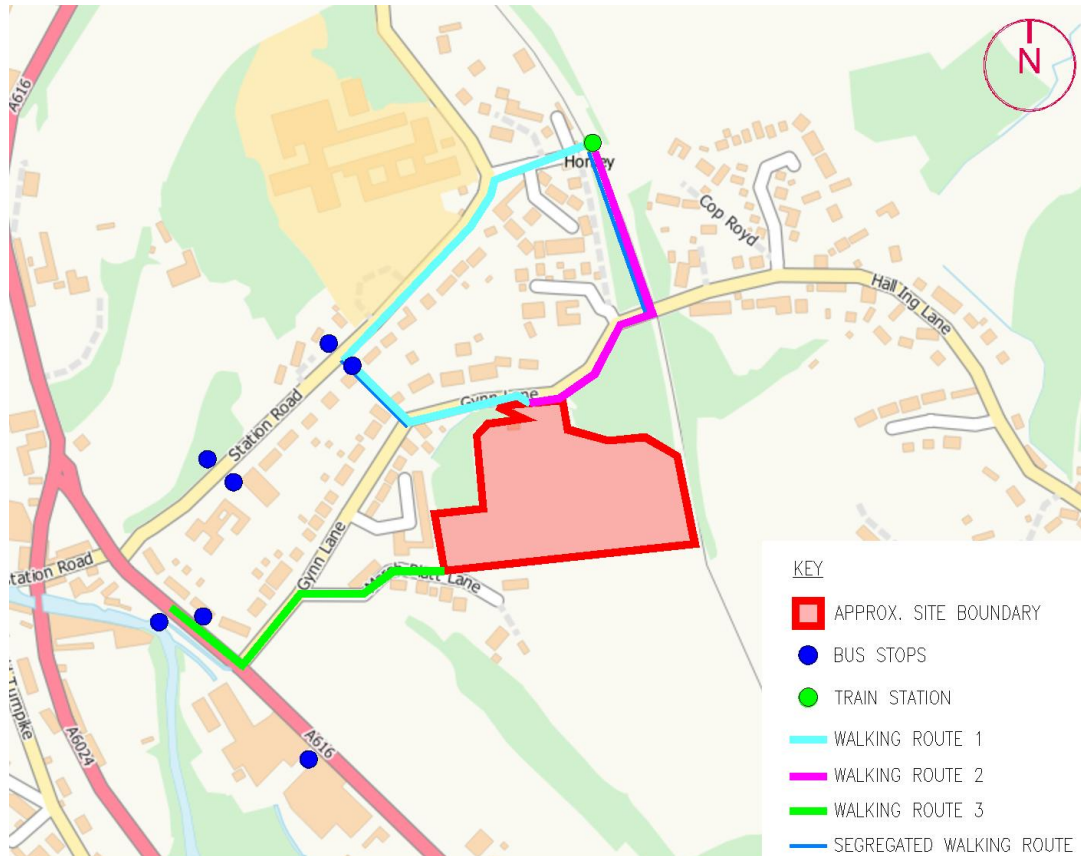 A616
N
Cop Royd
Hall Ing Lane
Gynn Lane
Station Road
Gynn Lane
Station Road
Lane
A6024
A616
Turnpike
KEY
APPROX. SITE BOUNDARY
BUS STOPS
TRAIN STATION
WALKING ROUTE 1
WALKING ROUTE 2
WALKING ROUTE 3
SEGREGATED WALKING ROUTE